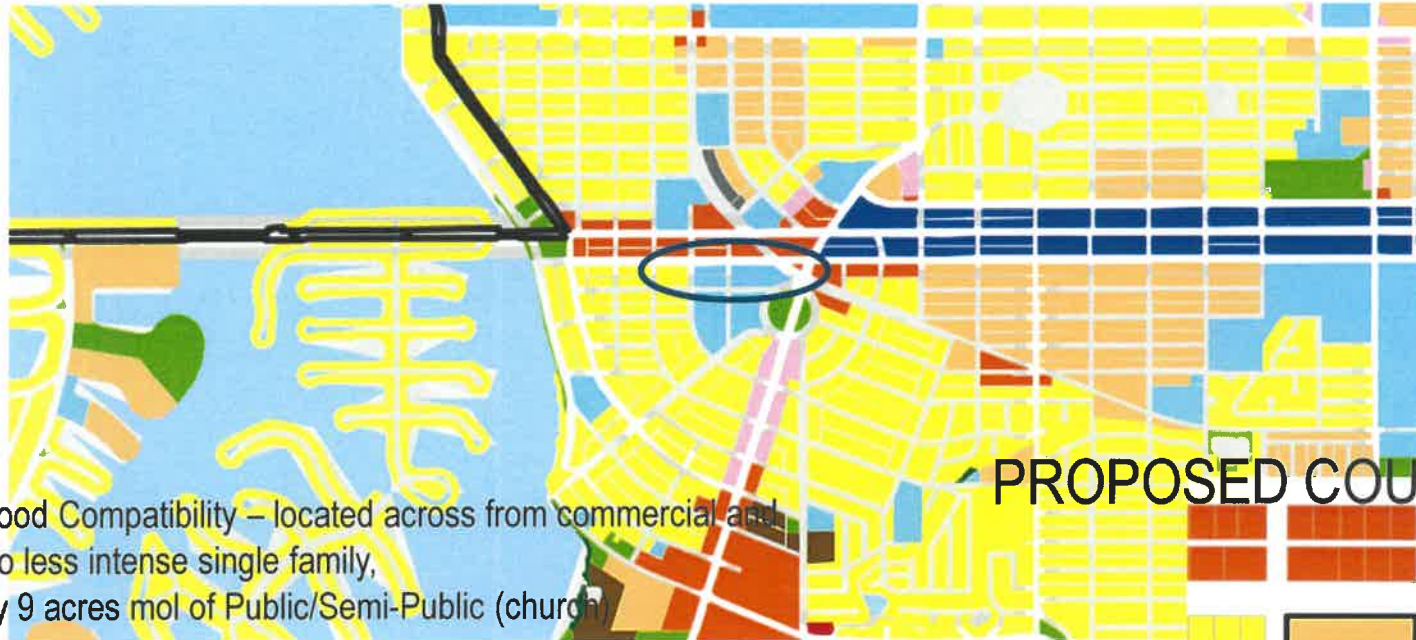 PROPOSED COU
ood Compatibility – located across from commercial and
o less intense single family,
y 9 acres mol of Public/Semi-Public (church)